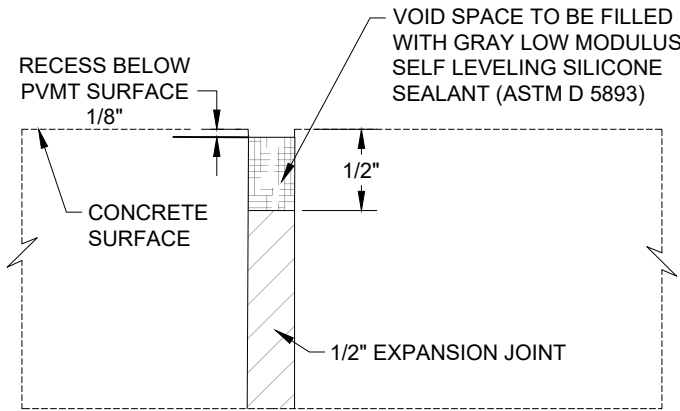 VOID SPACE TO BE FILLED
WITH GRAY LOW MODULUS
SELF LEVELING SILICONE
SEALANT (ASTM D 5893)
RECESS BELOW
PVMT SURFACE
1/8"
1/2"
CONCRETE
SURFACE
1/2" EXPANSION JOINT